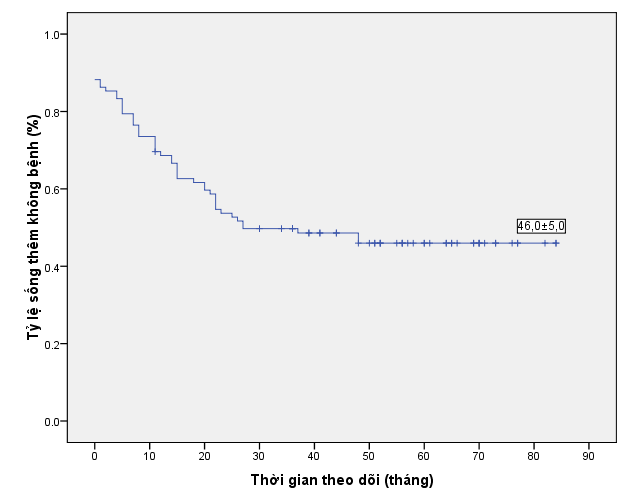 Tỷ lệ sống thêm không bệnh (%)
1.0
0.8
0.6
0.4
0.2
0.0
46,0±5,0
0 10 20 30 40 50 60 70 80 90
Thời gian theo dõi (tháng)